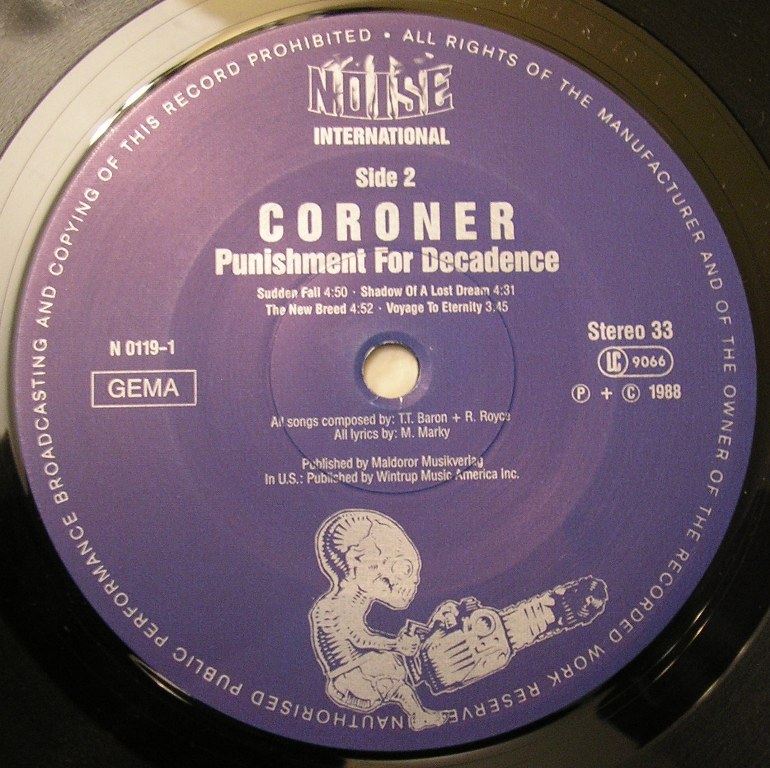 NOISE
INTERNATIONAL
Side 2
CORONER
Punishment For Decadence
Sudden Fall 4:50 · Shadow Of A Lost Dream 4:31
The New Breed 4:52 · Voyage To Eternity 3:45
N 0119-1
GEMA
Stereo 33
LC 9066
Ⓟ + © 1988
All songs composed by: T.T. Baron + R. Royce
All lyrics by: M. Marky
Published by Maldoror Musikverlag
In U.S.: Published by Wintrup Music America Inc.
ALL RIGHTS OF THE MANUFACTURER AND OF THE OWNER OF THE RECORDED WORK RESERVE NAUTHORISED PUBLIC PERFORMANCE BROADCASTING AND COPYING OF THIS RECORD PROHIBITED •